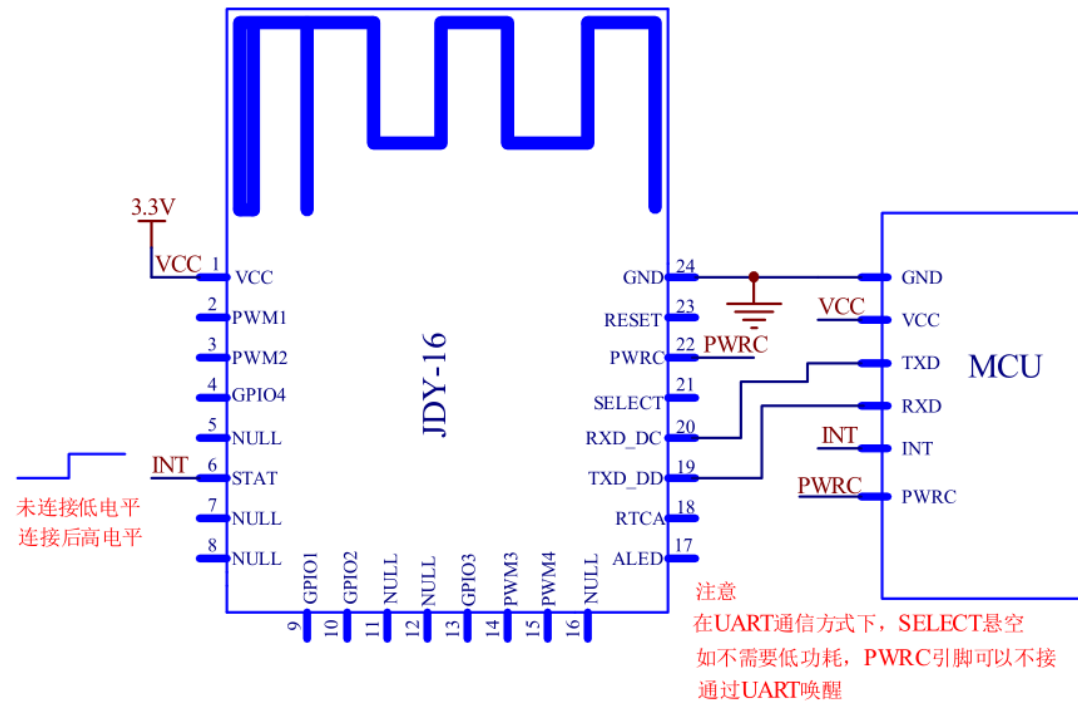 3.3V
VCC
1
VCC
2
PWM1
3
PWM2
4
GPIO4
5
NULL
INT
6
STAT
7
NULL
8
NULL
未连接低电平
连接后高电平
JDY-16
9
GPIO1
10
GPIO2
11
NULL
12
NULL
13
GPIO3
14
PWM3
15
PWM4
16
NULL
GND
24
RESET
23
PWRC
22
PWRC
SELECT
21
RXD_DC
20
TXD_DD
19
RTCA
18
ALED
17
GND
VCC
VCC
TXD
MCU
RXD
INT
INT
PWRC
PWRC
注意
在UART通信方式下，SELECT悬空
如不需要低功耗，PWRC引脚可以不接
通过UART唤醒